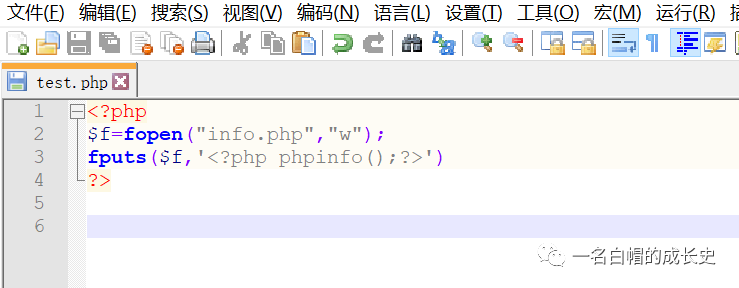 文件(F) 编辑(E) 搜索(S) 视图(V) 编码(N) 语言(L) 设置(T) 工具(O) 宏(M) 运行(R)
test.php
1 <?php
2 $f=fopen("info.php","w");
3 fputs($f,'<?php phpinfo();?>')
4 ?>
5
6
一名白帽的成长史